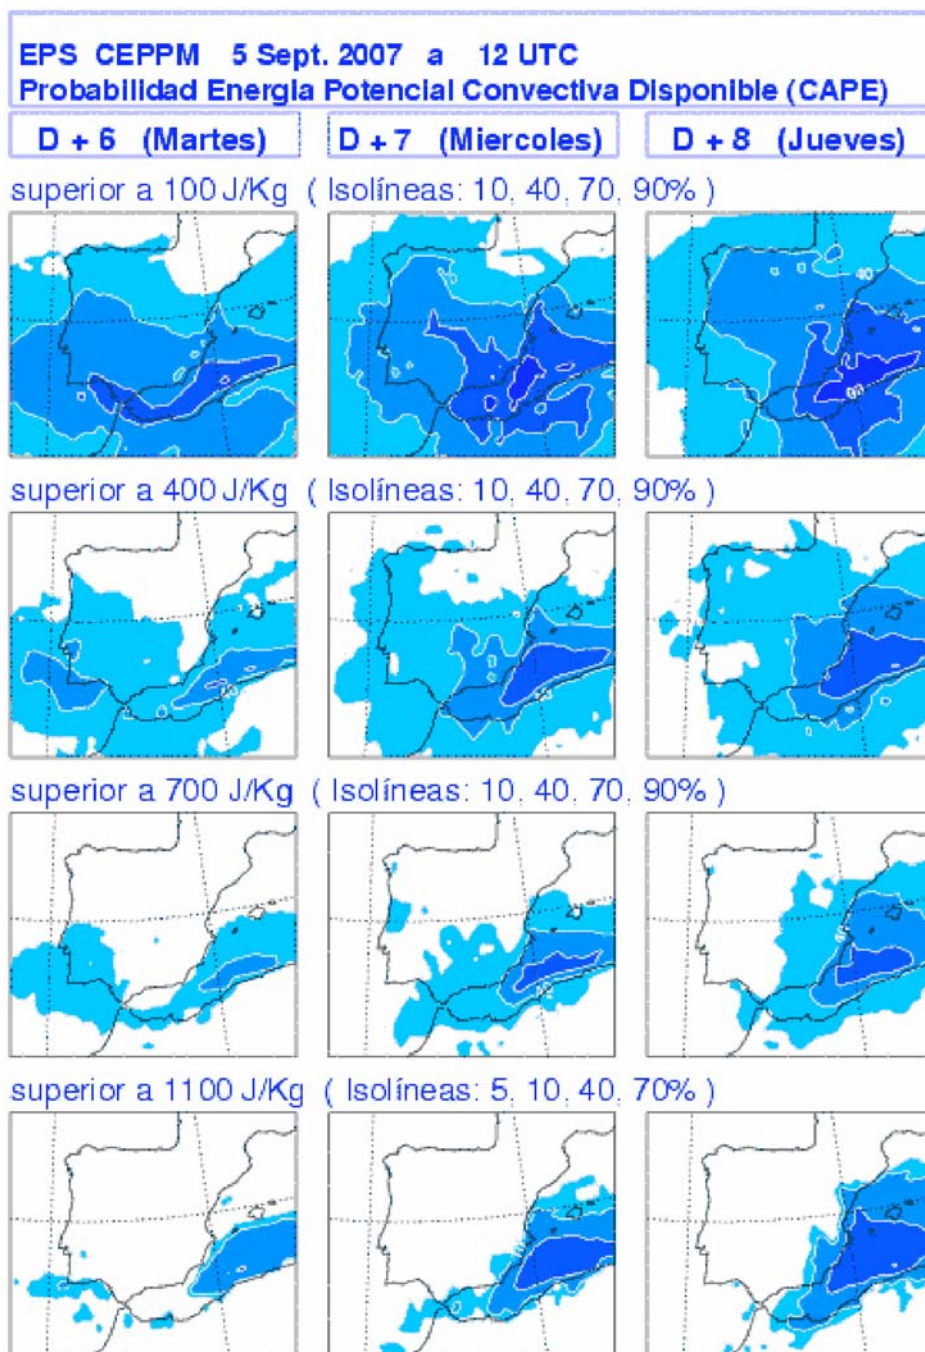 EPS CEPPM 5 Sept. 2007 a 12 UTC
Probabilidad Energía Potencial Convectiva Disponible (CAPE)
D + 6 (Martes) D + 7 (Miercoles) D + 8 (Jueves)
superior a 100 J/Kg ( Isolíneas: 10, 40, 70, 90% )
40
superior a 400 J/Kg ( Isolíneas: 10, 40, 70, 90% )
superior a 700 J/Kg ( Isolíneas: 10, 40, 70, 90% )
superior a 1100 J/Kg ( Isolíneas: 5, 10, 40, 70% )